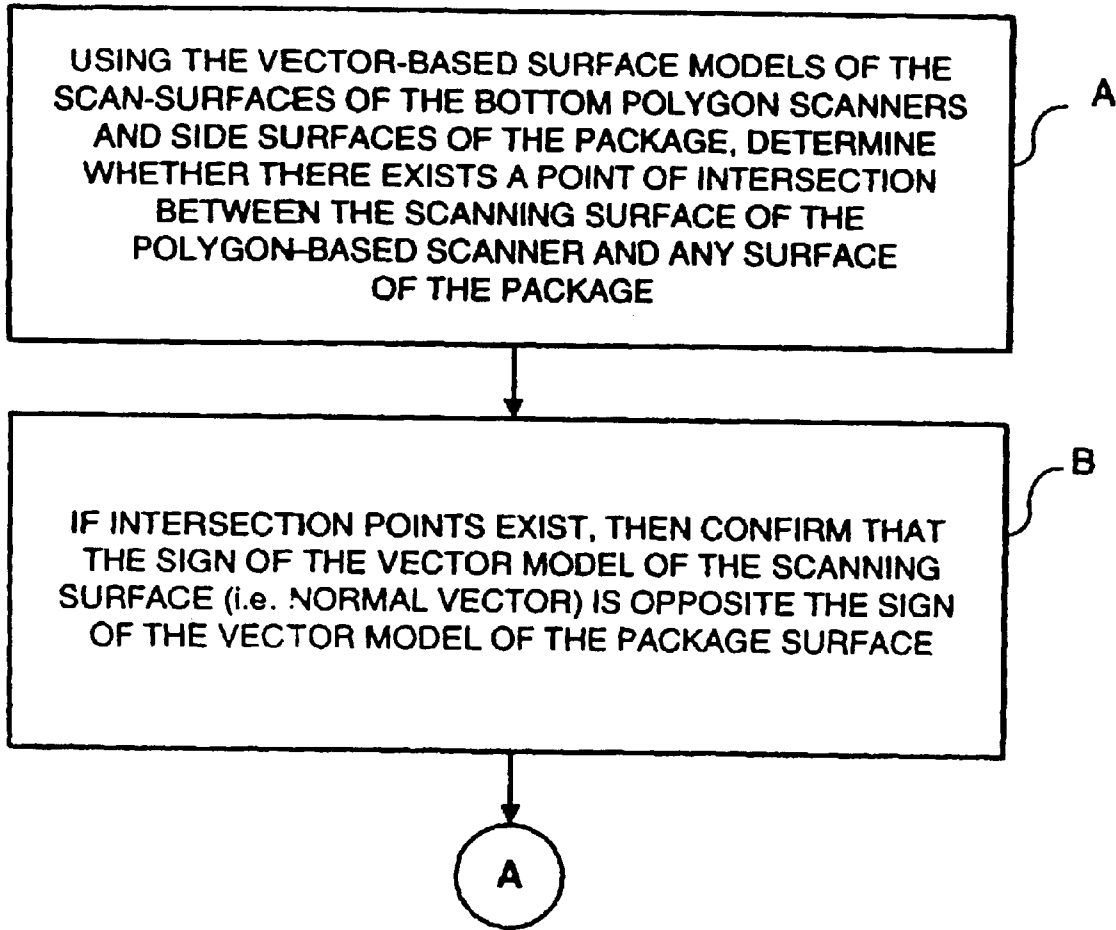 USING THE VECTOR-BASED SURFACE MODELS OF THE
SCAN-SURFACES OF THE BOTTOM POLYGON SCANNERS
AND SIDE SURFACES OF THE PACKAGE, DETERMINE
WHETHER THERE EXISTS A POINT OF INTERSECTION
BETWEEN THE SCANNING SURFACE OF THE
POLYGON-BASED SCANNER AND ANY SURFACE
OF THE PACKAGE
A
IF INTERSECTION POINTS EXIST, THEN CONFIRM THAT
THE SIGN OF THE VECTOR MODEL OF THE SCANNING
SURFACE (i.e. NORMAL VECTOR) IS OPPOSITE THE SIGN
OF THE VECTOR MODEL OF THE PACKAGE SURFACE
B
A